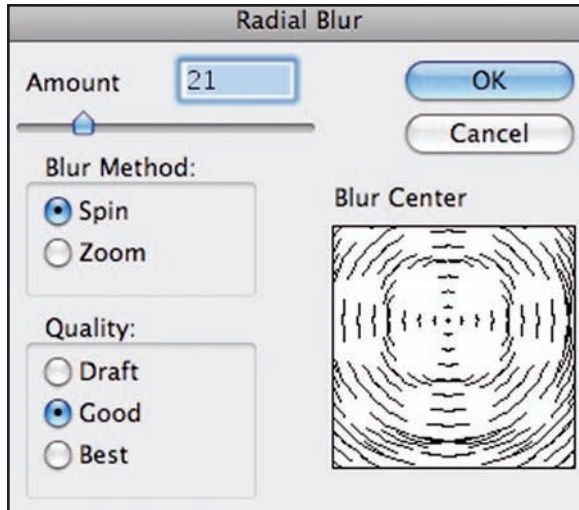 Radial Blur
Amount 21
OK
Cancel
Blur Method:
Spin
Zoom
Blur Center
Quality:
Draft
Good
Best